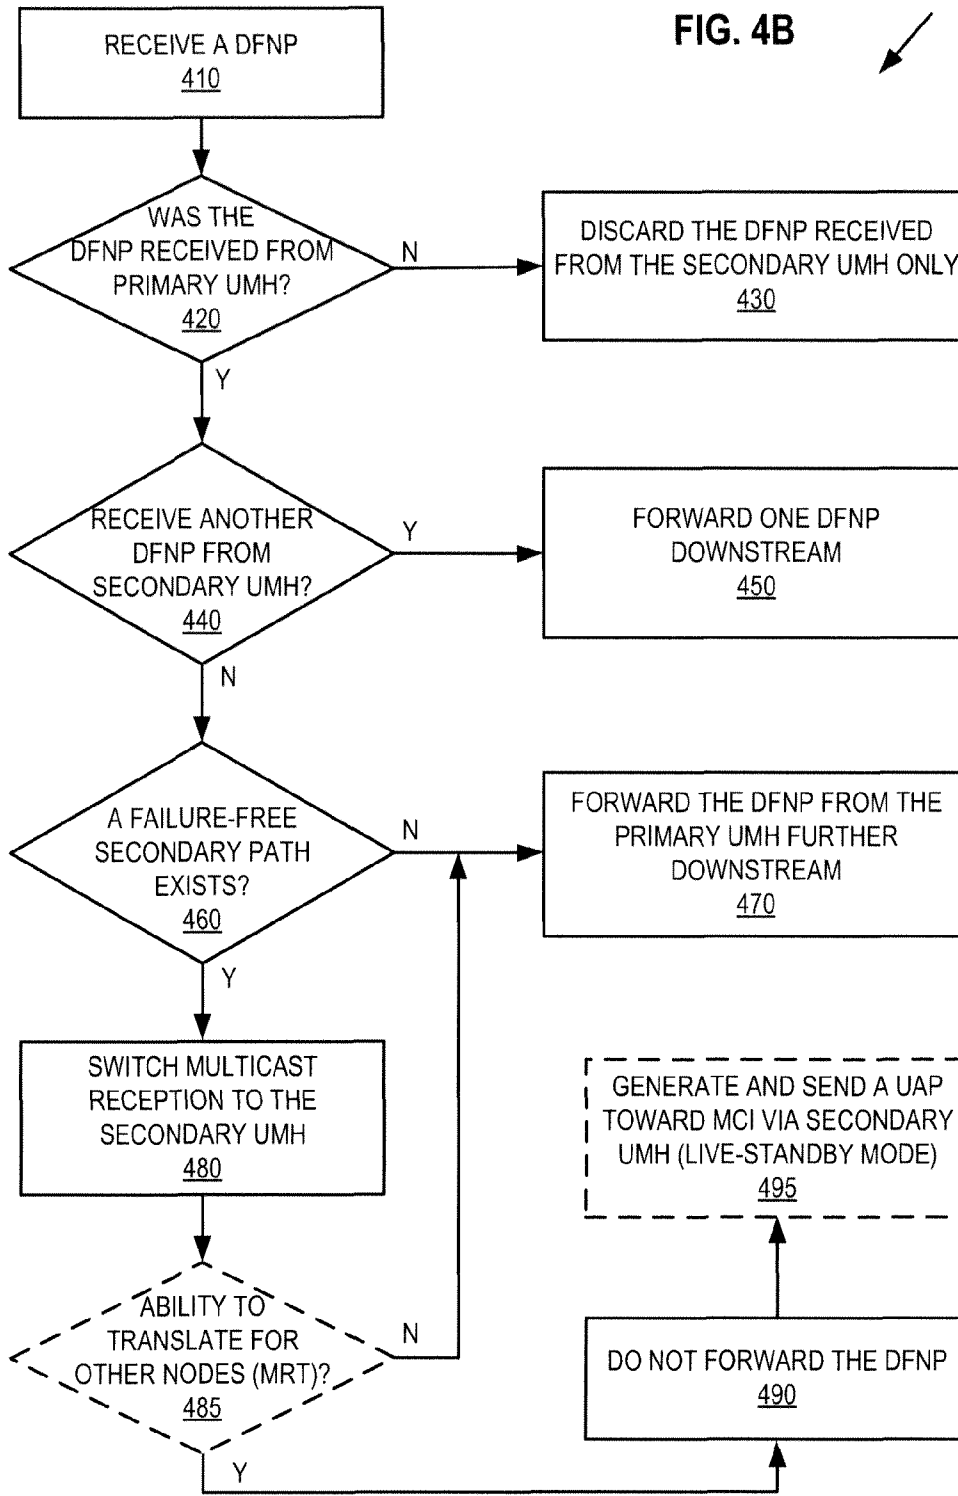 FIG. 4B
RECEIVE A DFNP
410
WAS THE
DFNP RECEIVED FROM
PRIMARY UMH?
420
N
DISCARD THE DFNP RECEIVED
FROM THE SECONDARY UMH ONLY
430
Y
RECEIVE ANOTHER
DFNP FROM
SECONDARY UMH?
440
Y
FORWARD ONE DFNP
DOWNSTREAM
450
N
A FAILURE-FREE
SECONDARY PATH
EXISTS?
460
N
FORWARD THE DFNP FROM THE
PRIMARY UMH FURTHER
DOWNSTREAM
470
Y
SWITCH MULTICAST
RECEPTION TO THE
SECONDARY UMH
480
GENERATE AND SEND A UAP
TOWARD MCI VIA SECONDARY
UMH (LIVE-STANDBY MODE)
495
ABILITY TO
TRANSLATE FOR
OTHER NODES (MRT)?
485
N
DO NOT FORWARD THE DFNP
490
Y